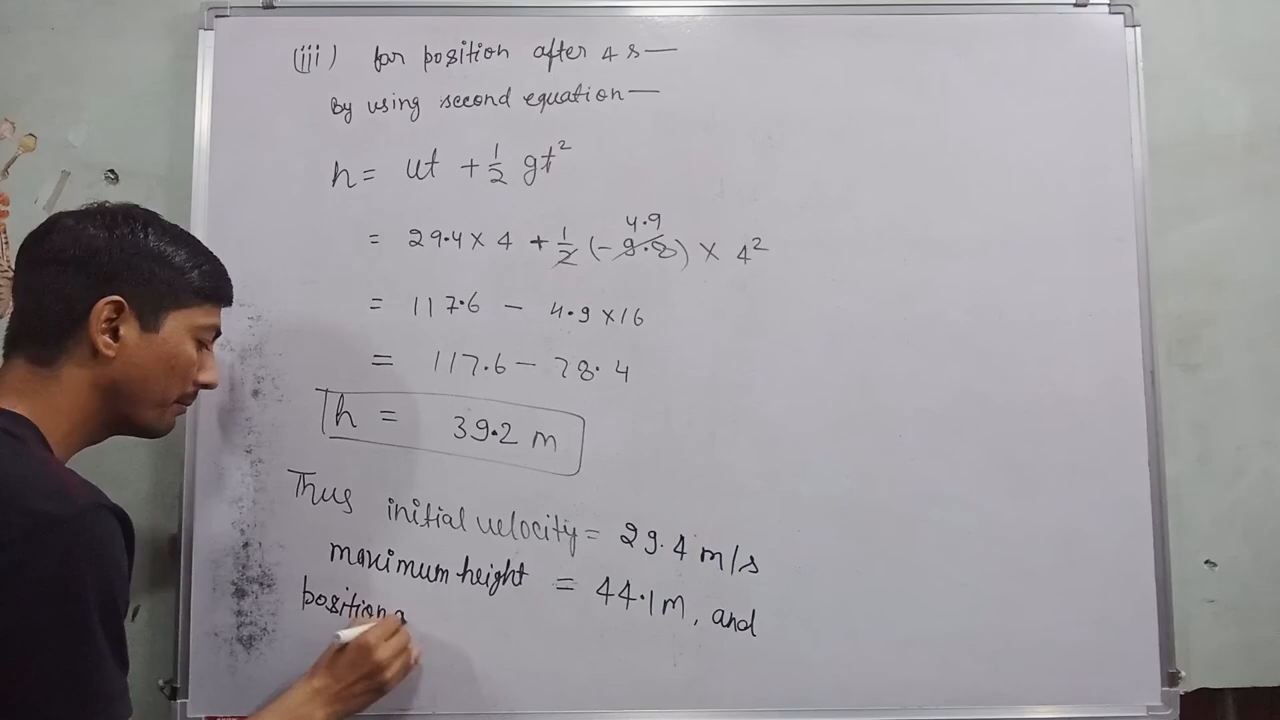 (iii) for position after 4 s—
By using second equation—
h = ut + 1/2 gt²
= 29.4 × 4 + 1/2 (-9.8) × 4²
4.9
= 117.6 - 4.9 × 16
= 117.6 - 78.4
h = 39.2 m
Thus initial velocity = 29.4 m/s
maximum height = 44.1 m, and
position